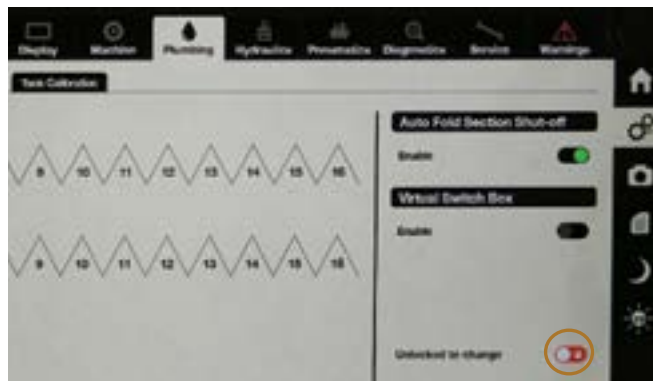 Display Machine Plumbing Hydraulics Pneumatics Diagnostics Service Warnings
Tank Calibration
Auto Fold Section Shut-off
Enable
9 10 11 12 13 14 15 16
Virtual Switch Box
Enable
9 10 11 12 13 14 15 16
Unlocked to change